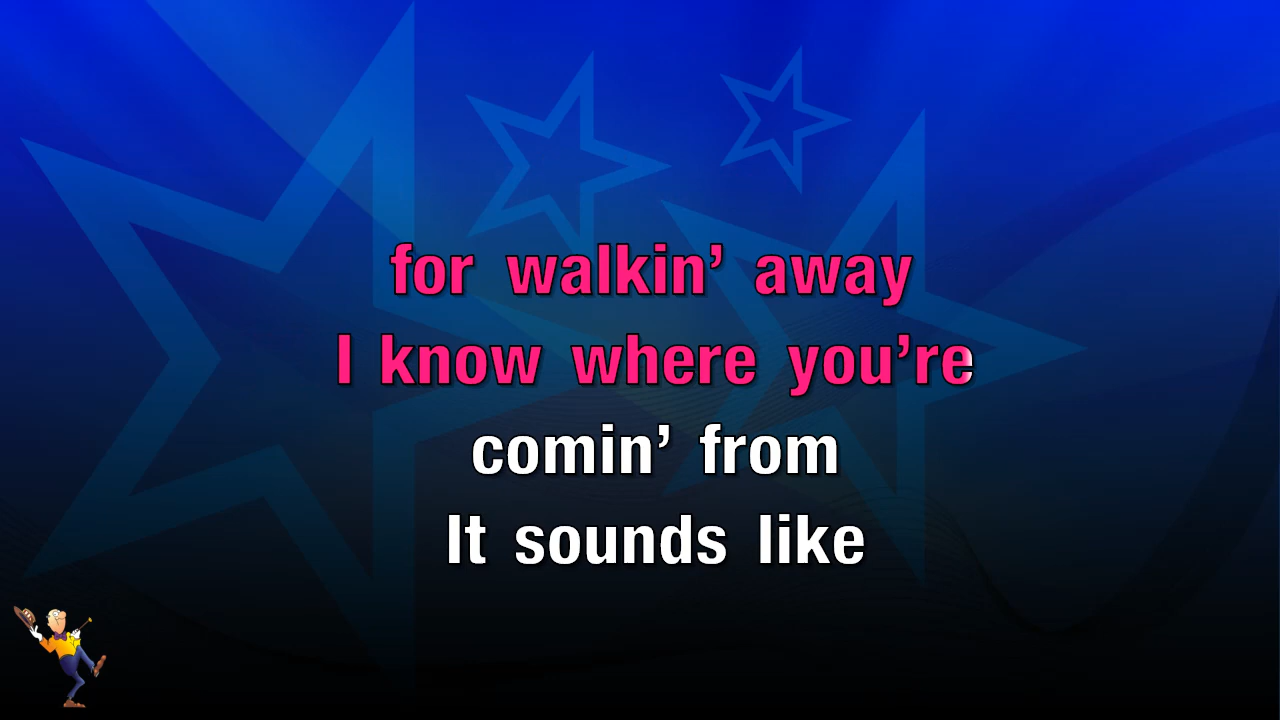 for walkin’ away
I know where you’re
comin’ from
It sounds like